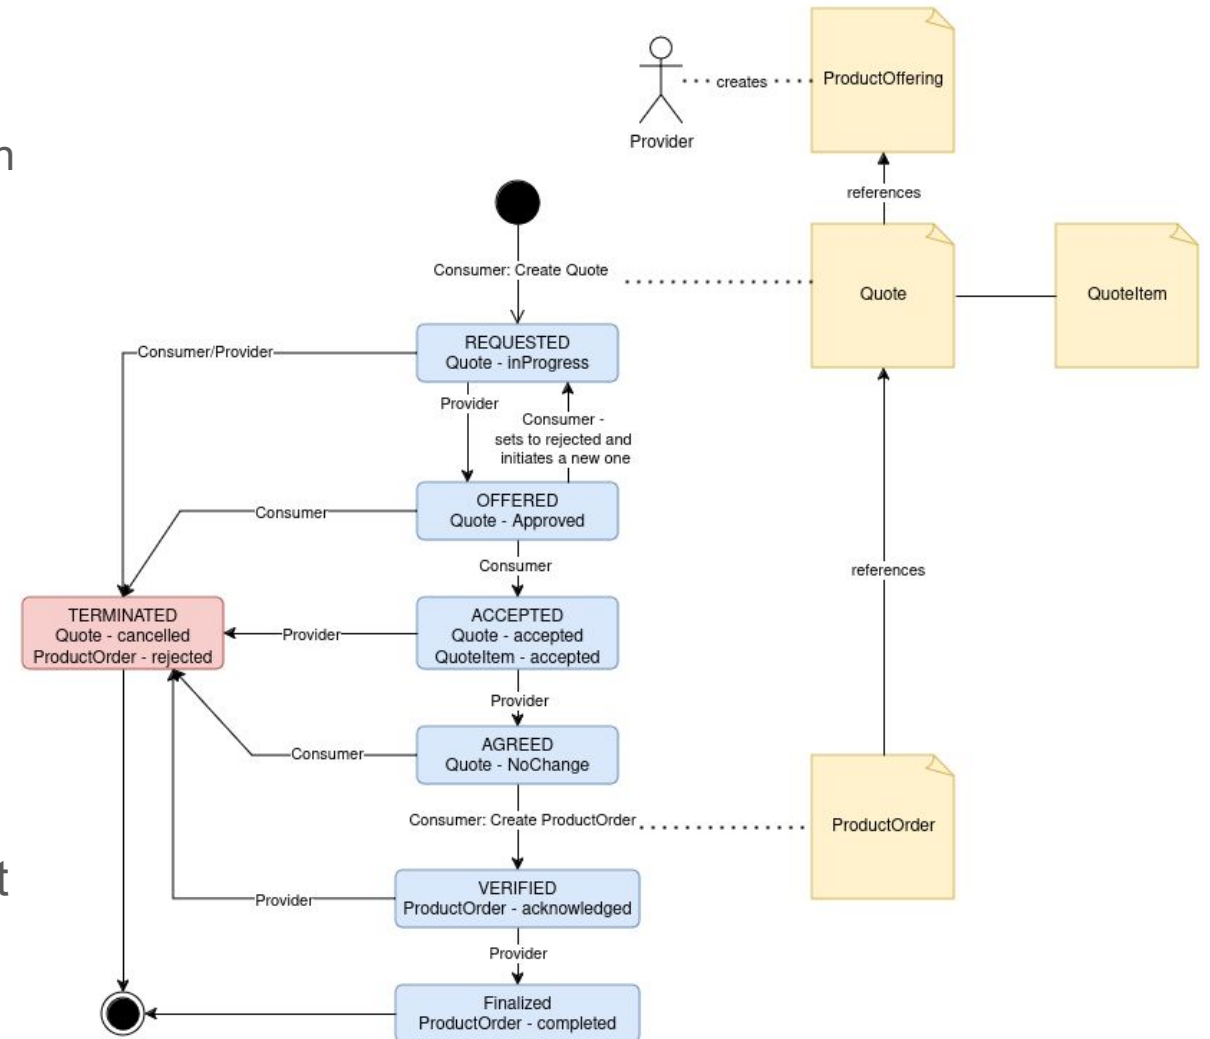 ProductOffering
creates
Provider
n
references
Consumer: Create Quote
Quote
QuoteItem
REQUESTED
Quote - inProgress
Consumer/Provider
Provider
Consumer -
sets to rejected and
initiates a new one
OFFERED
Quote - Approved
Consumer
Consumer
references
TERMINATED
Quote - cancelled
ProductOrder - rejected
Provider
ACCEPTED
Quote - accepted
QuoteItem - accepted
Provider
AGREED
Quote - NoChange
Consumer
Consumer: Create ProductOrder
ProductOrder
t
VERIFIED
ProductOrder - acknowledged
Provider
Provider
Finalized
ProductOrder - completed